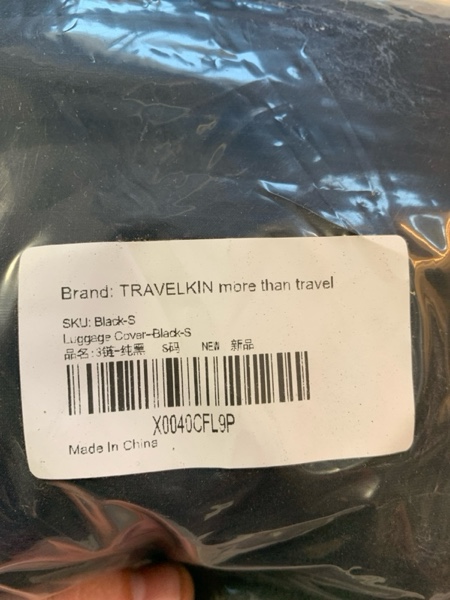 Brand: TRAVELKIN more than travel
SKU: Black-S
Luggage Cover-Black-S
品名:3链-纯黑 S码 NEW 新品
X0040CFL9P
Made In China